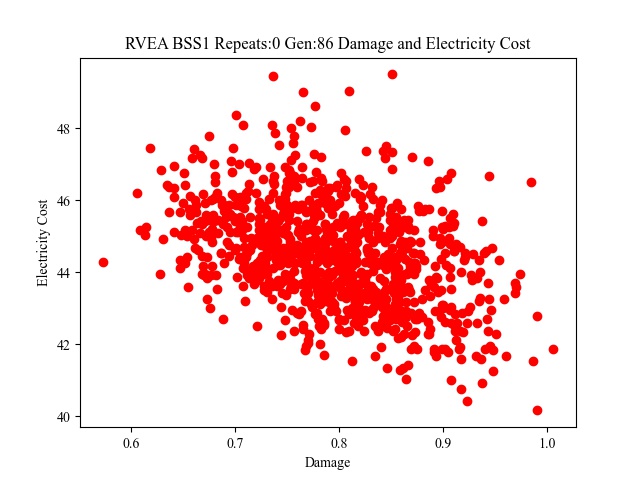 RVEA BSS1 Repeats:0 Gen:86 Damage and Electricity Cost
48
46
44
42
40
Electricity Cost
0.6 0.7 0.8 0.9 1.0
Damage